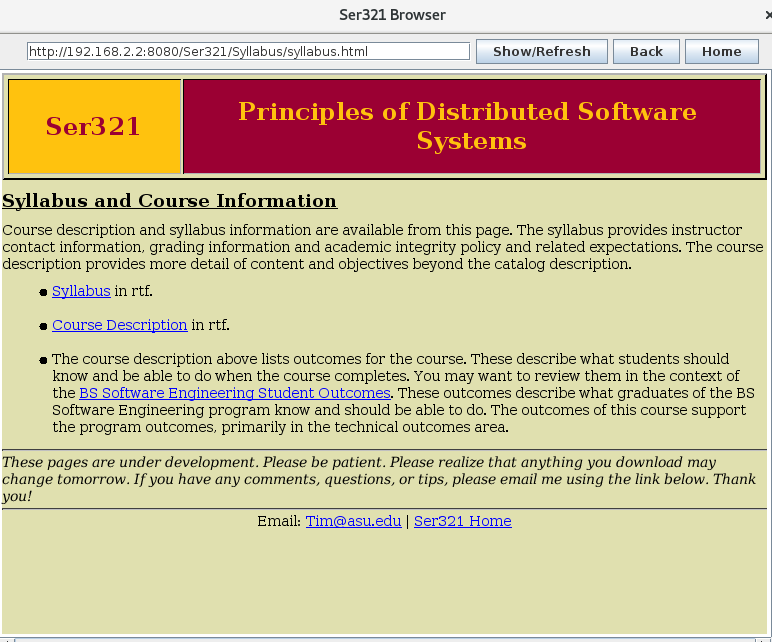 Ser321 Browser
http://192.168.2.2:8080/Ser321/Syllabus/syllabus.html Show/Refresh Back Home
Ser321
Principles of Distributed Software
Systems
Syllabus and Course Information
Course description and syllabus information are available from this page. The syllabus provides instructor
contact information, grading information and academic integrity policy and related expectations. The course
description provides more detail of content and objectives beyond the catalog description.
Syllabus in rtf.
Course Description in rtf.
The course description above lists outcomes for the course. These describe what students should
know and be able to do when the course completes. You may want to review them in the context of
the BS Software Engineering Student Outcomes. These outcomes describe what graduates of the BS
Software Engineering program know and should be able to do. The outcomes of this course support
the program outcomes, primarily in the technical outcomes area.
These pages are under development. Please be patient. Please realize that anything you download may
change tomorrow. If you have any comments, questions, or tips, please email me using the link below. Thank
you!
Email: Tim@asu.edu | Ser321 Home